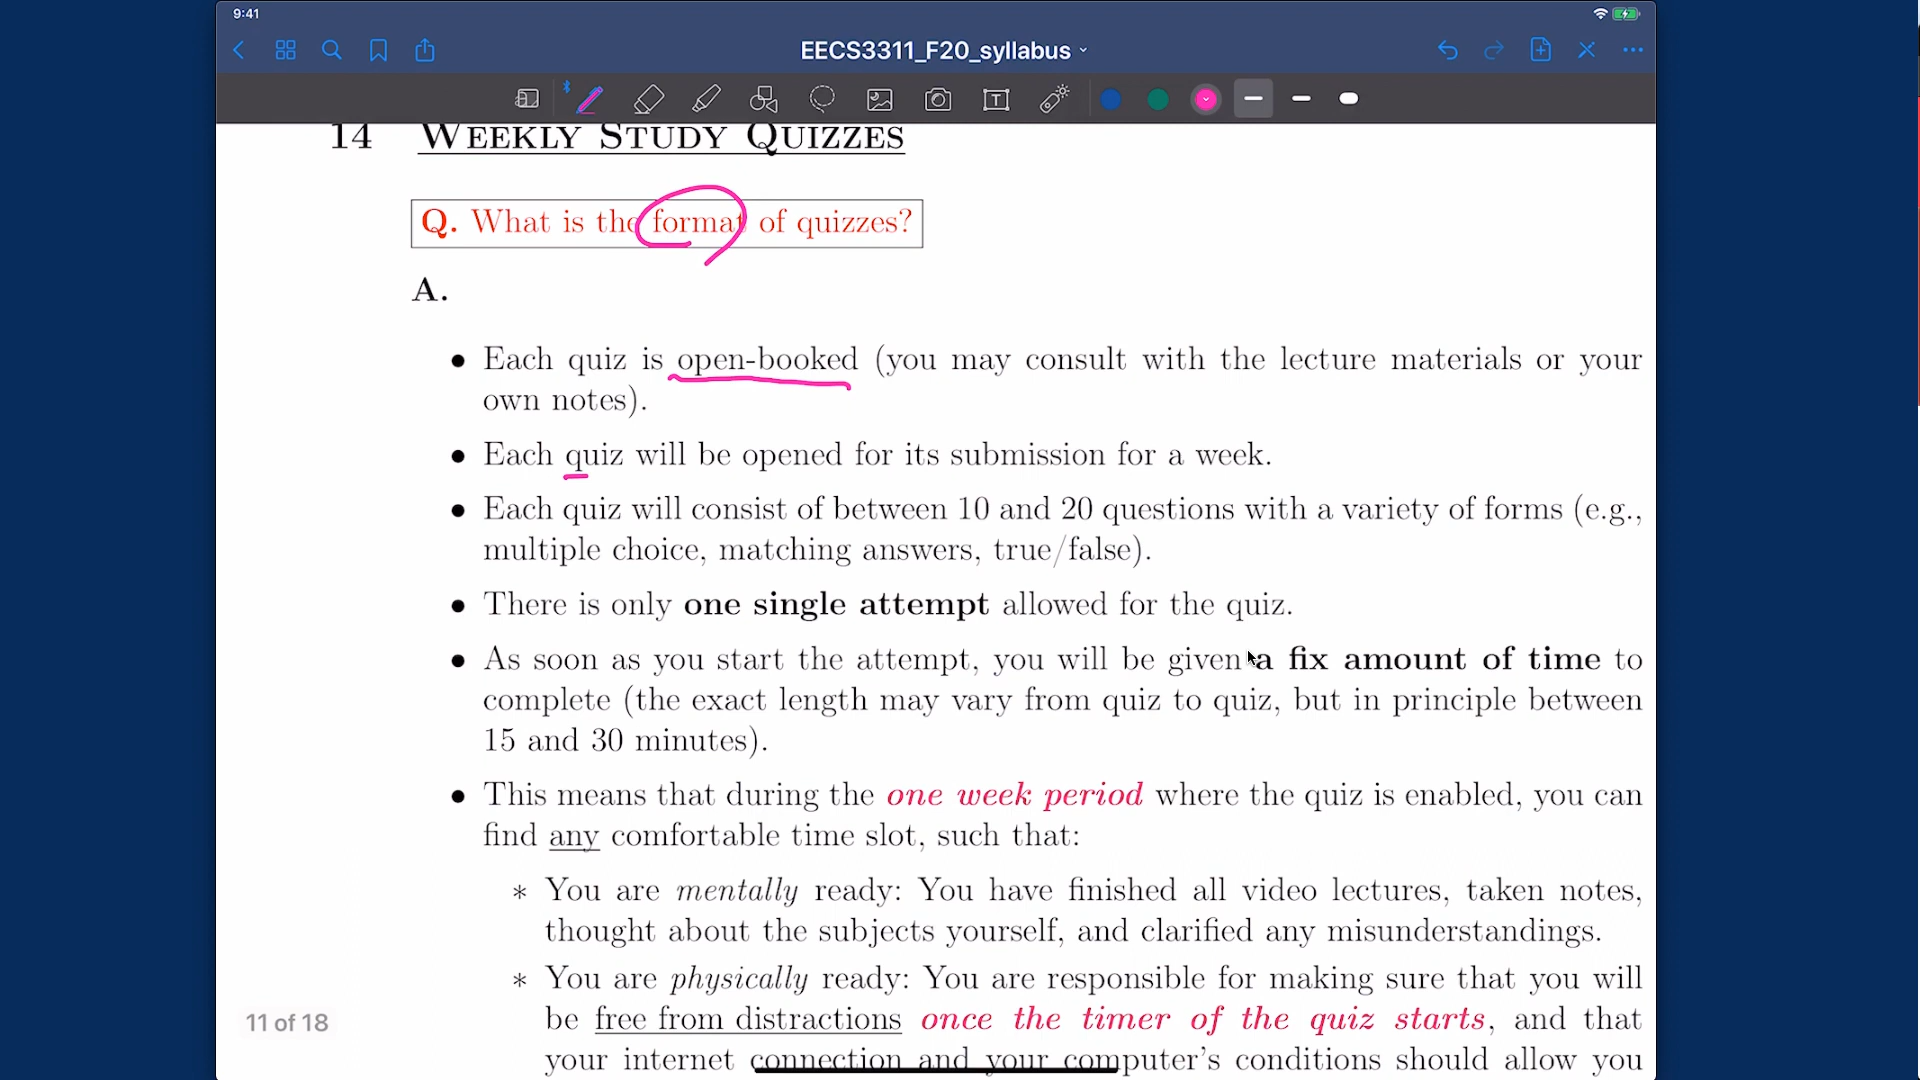 9:41
EECS3311_F20_syllabus
14 WEEKLY STUDY QUIZZES
Q. What is the format of quizzes?
A.
• Each quiz is open-booked (you may consult with the lecture materials or your
own notes).
• Each quiz will be opened for its submission for a week.
• Each quiz will consist of between 10 and 20 questions with a variety of forms (e.g.,
multiple choice, matching answers, true/false).
• There is only one single attempt allowed for the quiz.
• As soon as you start the attempt, you will be given a fix amount of time to
complete (the exact length may vary from quiz to quiz, but in principle between
15 and 30 minutes).
• This means that during the one week period where the quiz is enabled, you can
find any comfortable time slot, such that:
* You are mentally ready: You have finished all video lectures, taken notes,
thought about the subjects yourself, and clarified any misunderstandings.
* You are physically ready: You are responsible for making sure that you will
be free from distractions once the timer of the quiz starts, and that
your internet connection and your computer's conditions should allow you
11 of 18